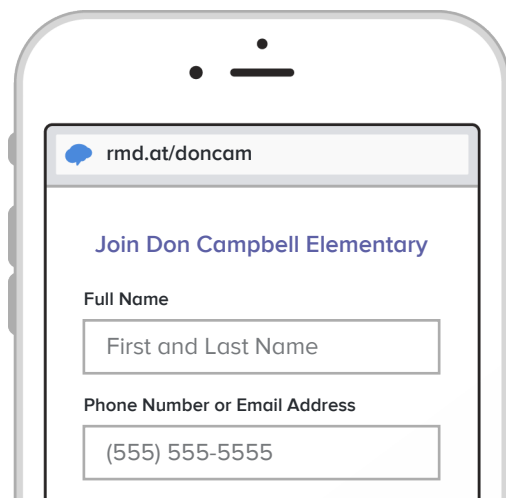 rmd.at/doncam
Join Don Campbell Elementary
Full Name
First and Last Name
Phone Number or Email Address
(555) 555-5555